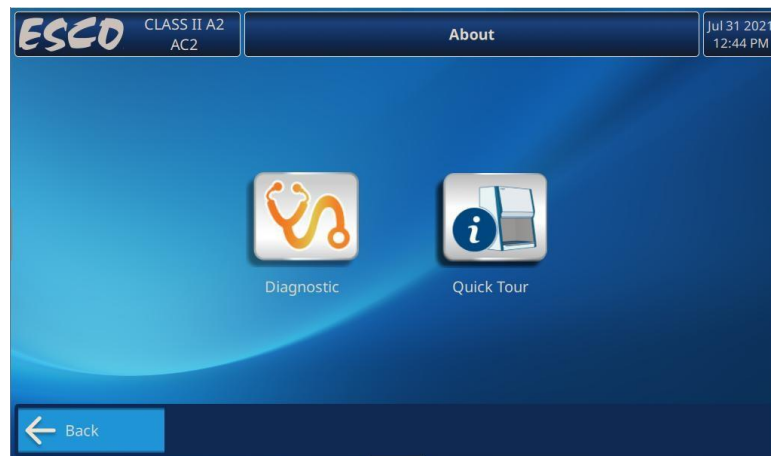 ESCO
CLASS II A2
AC2
About
Jul 31 2021
12:44 PM
i
Diagnostic
Quick Tour
Back